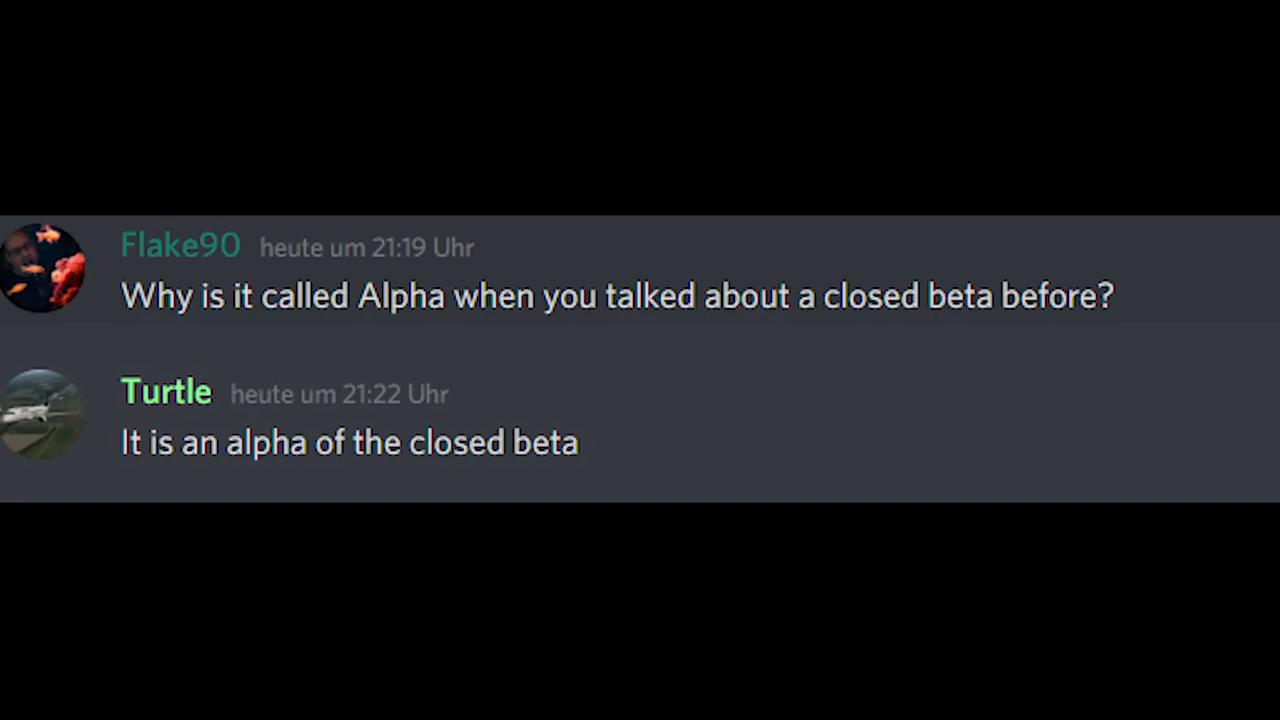 Flake90 heute um 21:19 Uhr
Why is it called Alpha when you talked about a closed beta before?
Turtle heute um 21:22 Uhr
It is an alpha of the closed beta